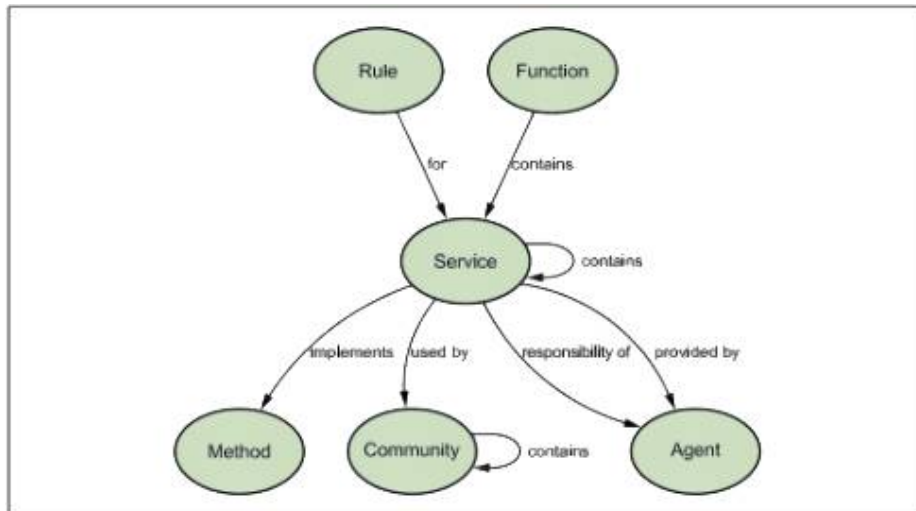 Rule
Function
for
contains
Service
contains
implements
used by
responsibility of
provided by
Method
Community
contains
Agent